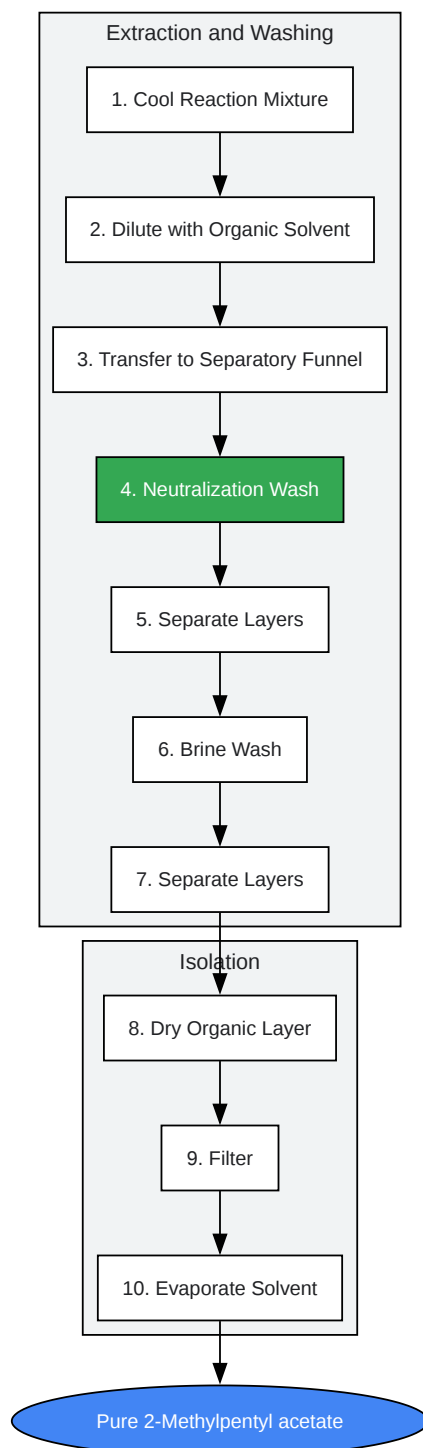 Extraction and Washing
1. Cool Reaction Mixture
2. Dilute with Organic Solvent
3. Transfer to Separatory Funnel
4. Neutralization Wash
5. Separate Layers
6. Brine Wash
7. Separate Layers
Isolation
8. Dry Organic Layer
9. Filter
10. Evaporate Solvent
Pure 2-Methylpentyl acetate